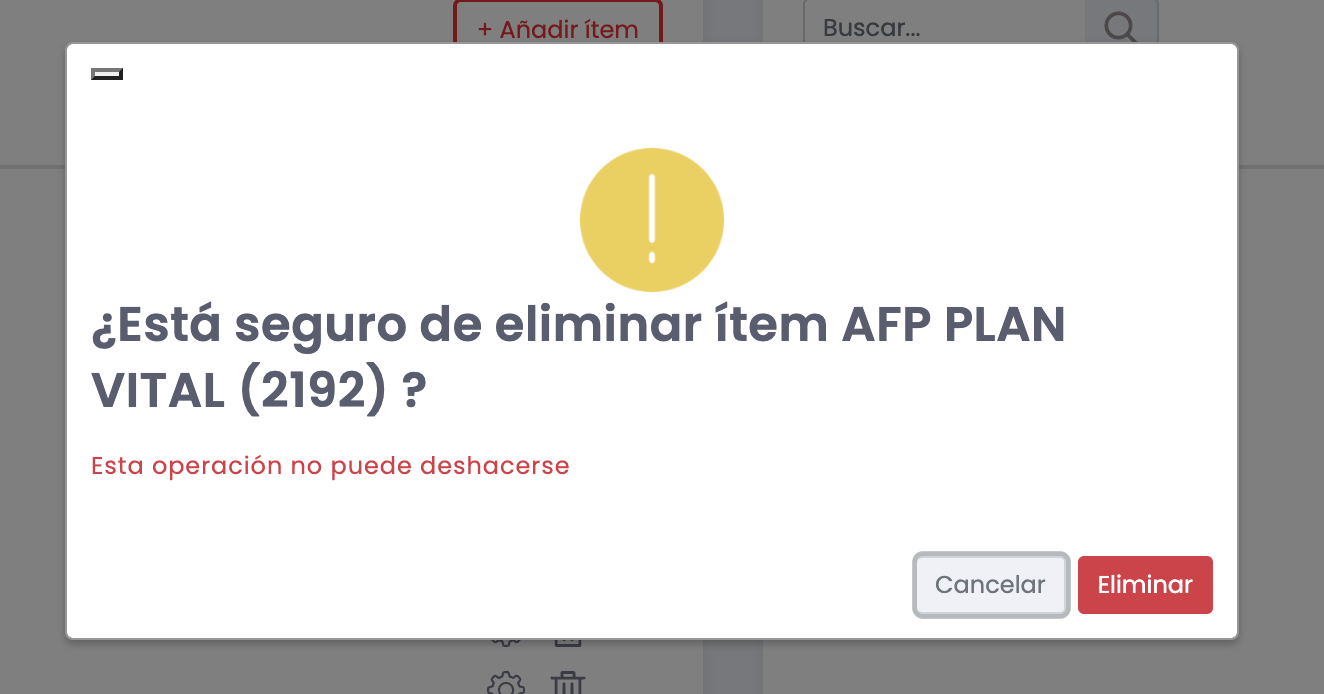 + Añadir ítem
Buscar...
¿Está seguro de eliminar ítem AFP PLAN
VITAL (2192) ?
Esta operación no puede deshacerse
Cancelar
Eliminar